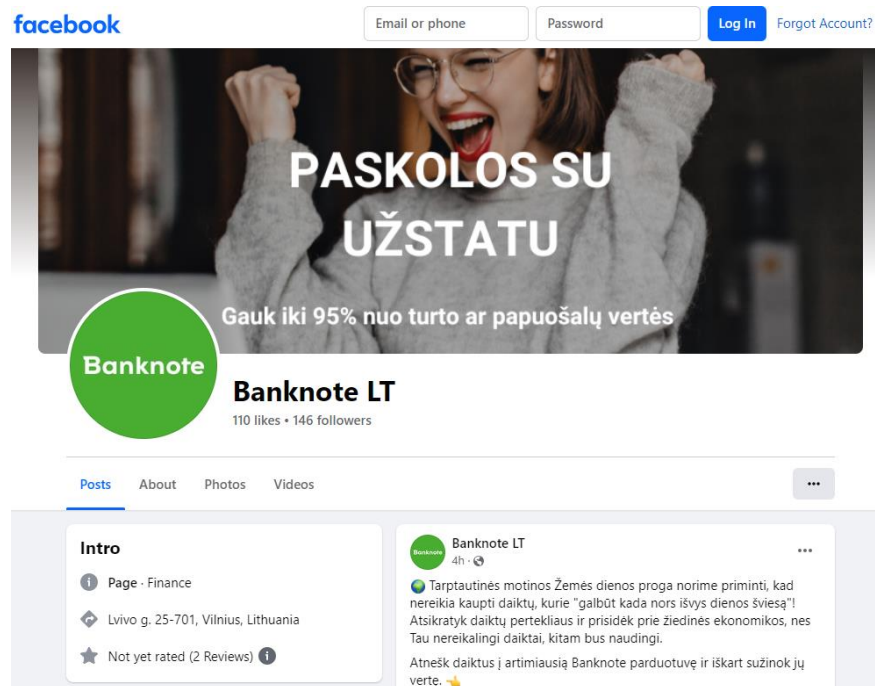 facebook
Email or phone
Password
Log In
Forgot Account?
PASKOLOS SU
UŽSTATU
Gauk iki 95% nuo turto ar papuošalų vertės
Banknote
Banknote LT
110 likes • 146 followers
Posts
About
Photos
Videos
Intro
Page · Finance
Lvivo g. 25-701, Vilnius, Lithuania
Not yet rated (2 Reviews)
Banknote
Banknote LT
4h ·
Tarptautinės motinos Žemės dienos proga norime priminti, kad
nereikia kaupti daiktų, kurie "galbūt kada nors išvys dienos šviesą"!
Atsikratyk daiktų pertekliaus ir prisidėk prie žiedinės ekonomikos, nes
Tau nereikalingi daiktai, kitam bus naudingi.
Atnešk daiktus į artimiausią Banknote parduotuvę ir iškart sužinok jų
vertę.